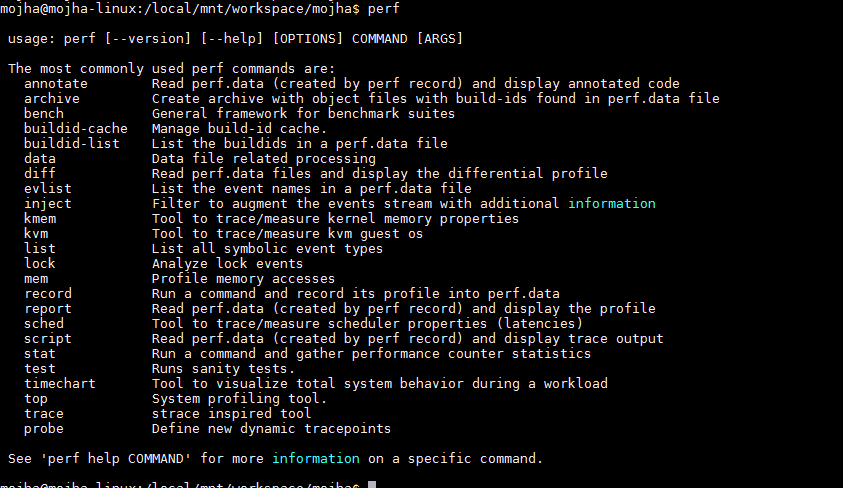 mojha@mojha-linux:/local/mnt/workspace/mojha$ perf
usage: perf [--version] [--help] [OPTIONS] COMMAND [ARGS]
The most commonly used perf commands are:
annotate        Read perf.data (created by perf record) and display annotated code
archive         Create archive with object files with build-ids found in perf.data file
bench           General framework for benchmark suites
buildid-cache   Manage build-id cache.
buildid-list    List the buildids in a perf.data file
data            Data file related processing
diff            Read perf.data files and display the differential profile
evlist          List the event names in a perf.data file
inject          Filter to augment the events stream with additional information
kmem            Tool to trace/measure kernel memory properties
kvm             Tool to trace/measure kvm guest os
list            List all symbolic event types
lock            Analyze lock events
mem             Profile memory accesses
record          Run a command and record its profile into perf.data
report          Read perf.data (created by perf record) and display the profile
sched           Tool to trace/measure scheduler properties (latencies)
script          Read perf.data (created by perf record) and display trace output
stat            Run a command and gather performance counter statistics
test            Runs sanity tests.
timechart       Tool to visualize total system behavior during a workload
top             System profiling tool.
trace           strace inspired tool
probe           Define new dynamic tracepoints
See 'perf help COMMAND' for more information on a specific command.
mojha@mojha-linux:/local/mnt/workspace/mojha$